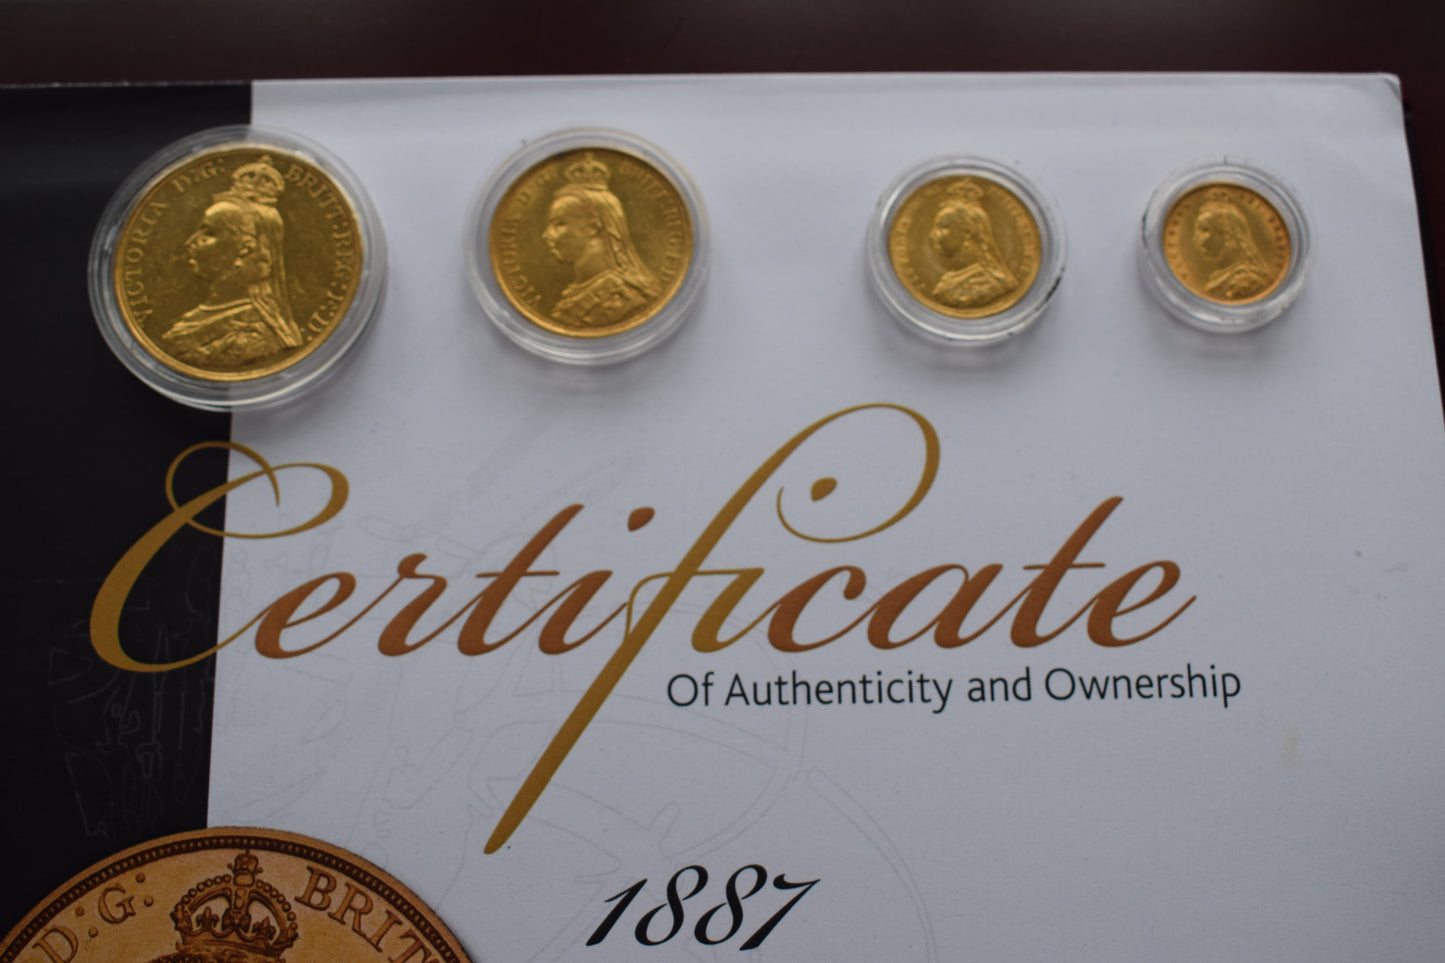 VICTORIA D:G: BRITT:REG:F:D:
VICTORIA D:G: BRITT:REG:F:D:
Certificate
Of Authenticity and Ownership
1887
D:G: BRIT